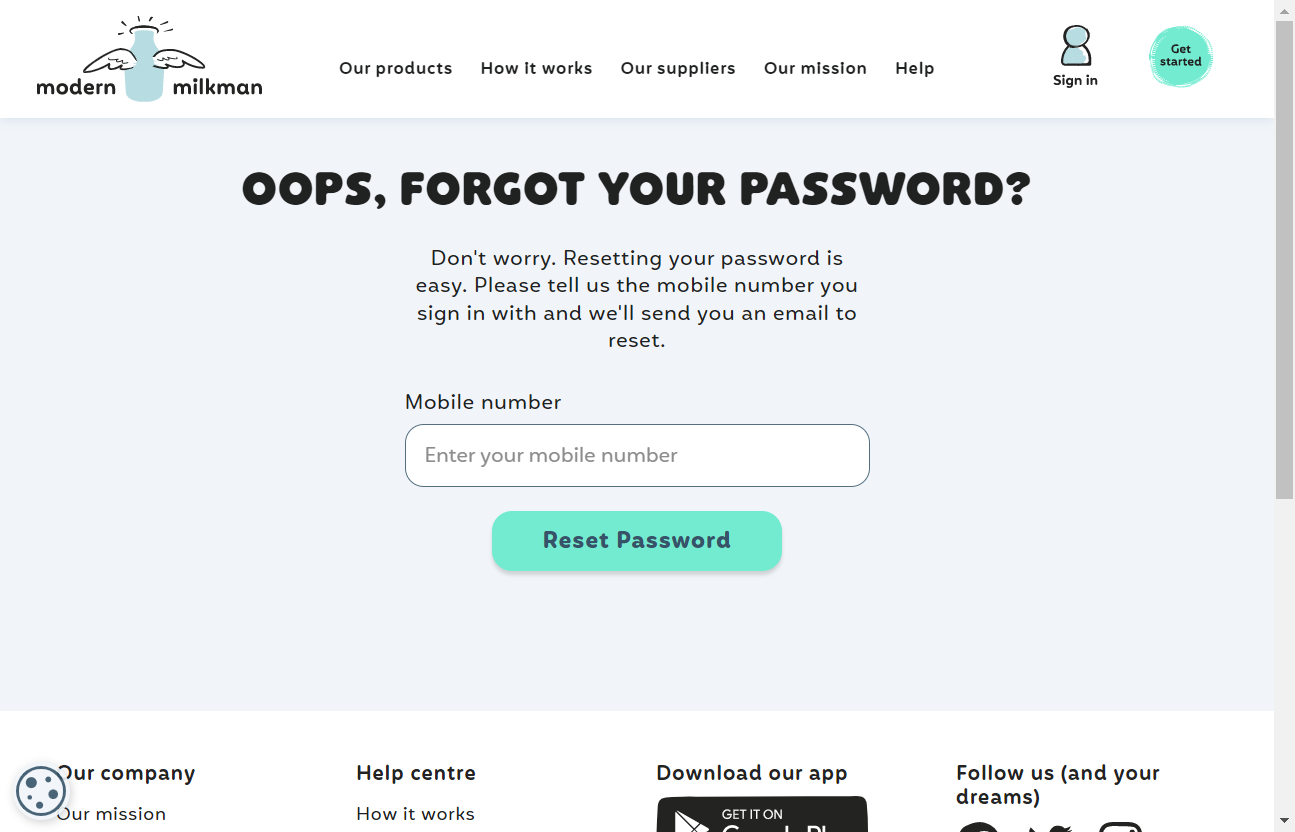 modern milkman
Our products
How it works
Our suppliers
Our mission
Help
Sign in
Get
started
OOPS, FORGOT YOUR PASSWORD?
Don't worry. Resetting your password is
easy. Please tell us the mobile number you
sign in with and we'll send you an email to
reset.
Mobile number
Enter your mobile number
Reset Password
Our company
Our mission
Help centre
How it works
Download our app
GET IT ON
Follow us (and your
dreams)